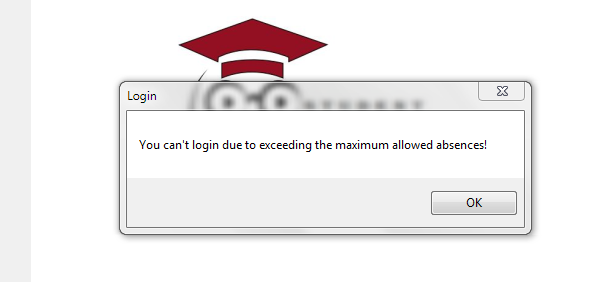 Login
You can't login due to exceeding the maximum allowed absences!
OK